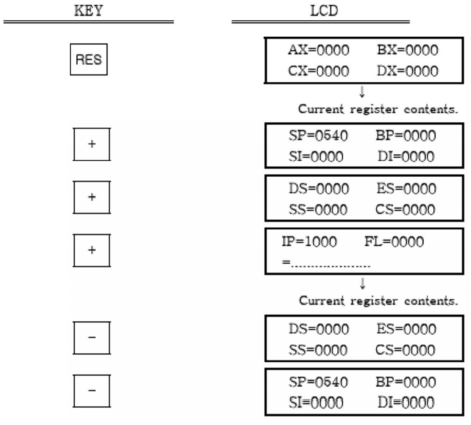 KEY LCD
RES AX=0000 BX=0000
CX=0000 DX=0000
↓
Current register contents.
+ SP=0540 BP=0000
SI=0000 DI=0000
+ DS=0000 ES=0000
SS=0000 CS=0000
+ IP=1000 FL=0000
=....................
↓
Current register contents.
- DS=0000 ES=0000
SS=0000 CS=0000
- SP=0540 BP=0000
SI=0000 DI=0000